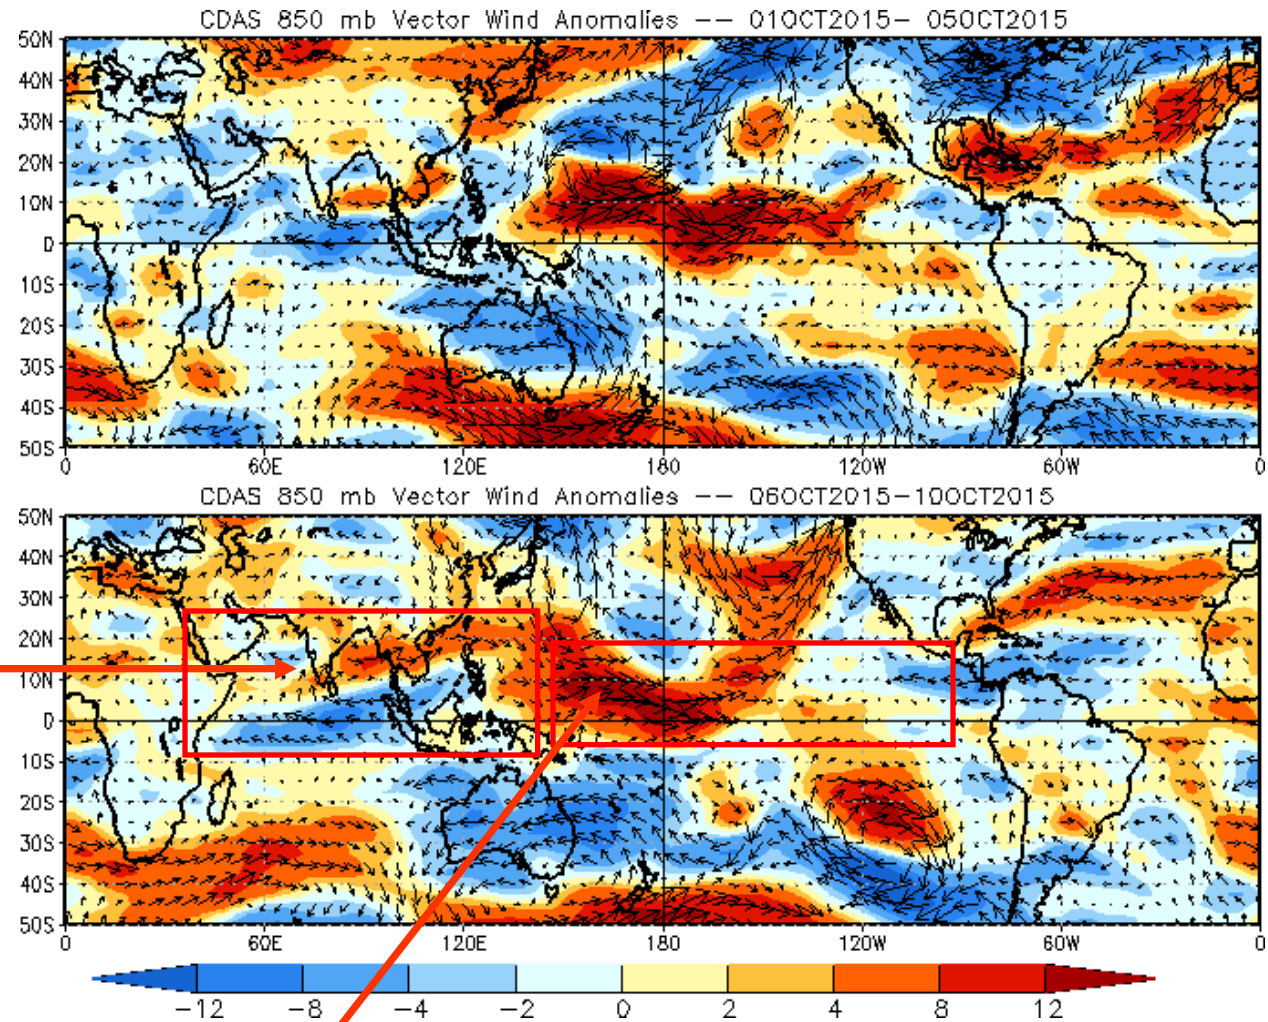 CDAS 850 mb Vector Wind Anomalies -- 01OCT2015- 05OCT2015
50N
40N
30N
20N
10N
0
10S
20S
30S
40S
50S
0 60E 120E 180 120W 60W 0
CDAS 850 mb Vector Wind Anomalies -- 06OCT2015-10OCT2015
50N
40N
30N
20N
10N
0
10S
20S
30S
40S
50S
0 60E 120E 180 120W 60W 0
-12 -8 -4 -2 0 2 4 8 12